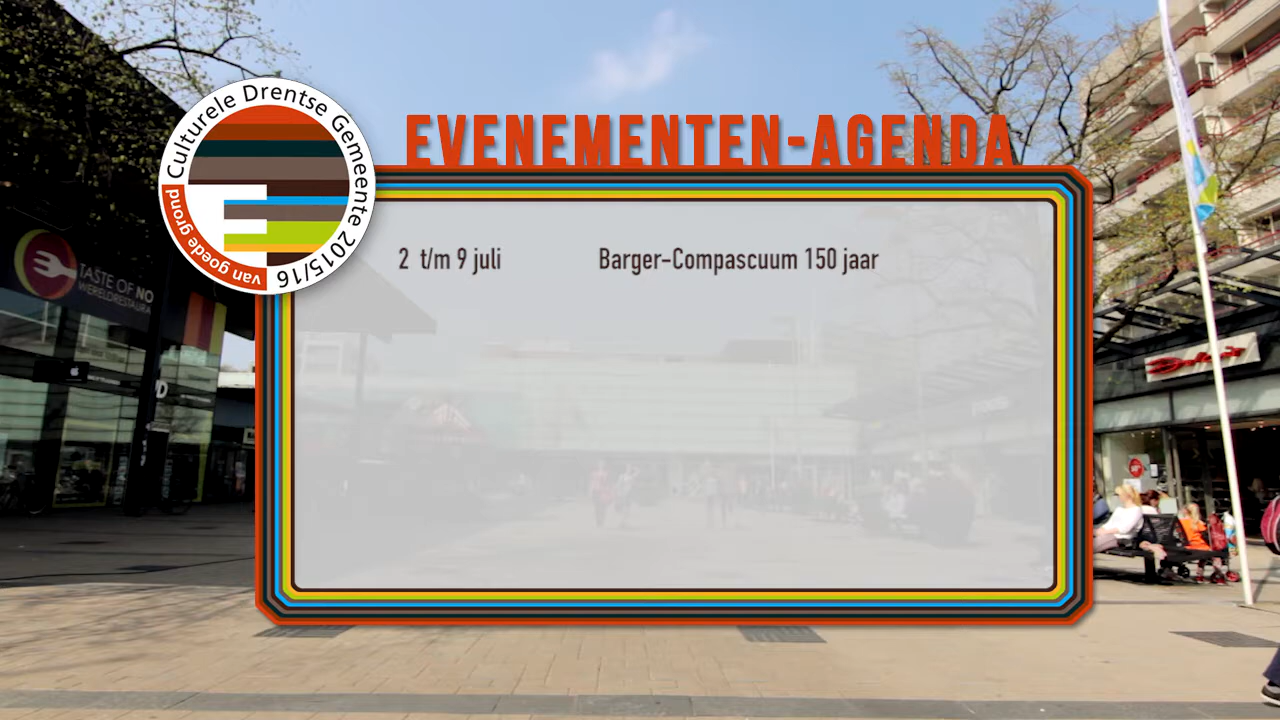 Culturele Drentse Gemeente 2015/16
van goede grond
EVENEMENTEN-AGENDA
2 t/m 9 juli Barger-Compascuum 150 jaar
TASTE OF NO
WERELDRESTAURA